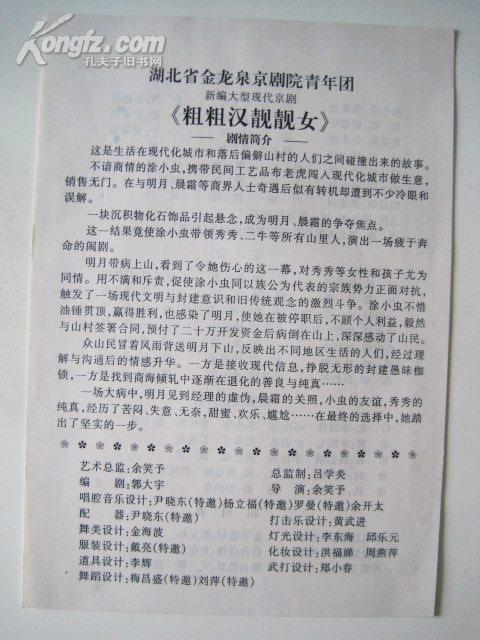 Kongfz.com
孔夫子旧书网
湖北省金龙泉京剧院青年团
新编大型现代京剧
《粗粗汉靓靓女》
—— 剧情简介 ——
这是生活在现代化城市和落后偏僻山村的人们之间碰撞出来的故事。
不谙商情的涂小虫,携带民间工艺品布老虎闯入现代化城市做生意,
销售无门。在与明月、晨霜等商界人士奇遇后似有转机却遭到不少冷眼和
误解。
一块沉积物化石饰品引起悬念,成为明月、晨霜的争夺焦点。
这一结果竟使涂小虫带领秀秀、二牛等所有山里人,演出一场疲于奔
命的闹剧。
明月带病上山,看到了令她伤心的这一幕,对秀秀等女性和孩子尤为
同情。用不满和斥责,促使涂小虫同以族公为代表的宗族势力正面对抗,
触发了一场现代文明与封建意识和旧传统观念的激烈斗争。涂小虫不惜
油锤贯顶,赢得胜利,也感染了明月,使她在被停职后,不顾个人利益,毅然
与山村签署合同,预付了二十万开发资金后病倒在山上,深深感动了山民。
众山民冒着风雨背送明月下山,反映出不同地区生活的人们,经过理
解与沟通后的情感升华。一方是接收现代信息,挣脱无形的封建愚昧枷
锁,一方是找到商海倾轧中逐渐在退化的善良与纯真……
一场大病中,明月见到经理的虚伪,晨霜的关照,小虫的友谊,秀秀的
纯真,经历了苦闷、失意、无奈,甜蜜、欢乐、尴尬……在最终的选择中,她踏
出了坚实的一步。
艺术总监:余笑予 总监制:吕学炎
编 剧:郭大宇 导 演:余笑予
唱腔音乐设计:尹晓东(特邀)杨立福(特邀)罗曼(特邀)余开太
配 器:尹晓东(特邀) 打击乐设计:黄武进
舞美设计:金海波 灯光设计:李东海 邱乐元
服装设计:戴亮(特邀) 化妆设计:洪福娣 周燕萍
道具设计:李辉 武打设计:郑小春
舞蹈设计:梅昌盛(特邀)刘萍(特邀)